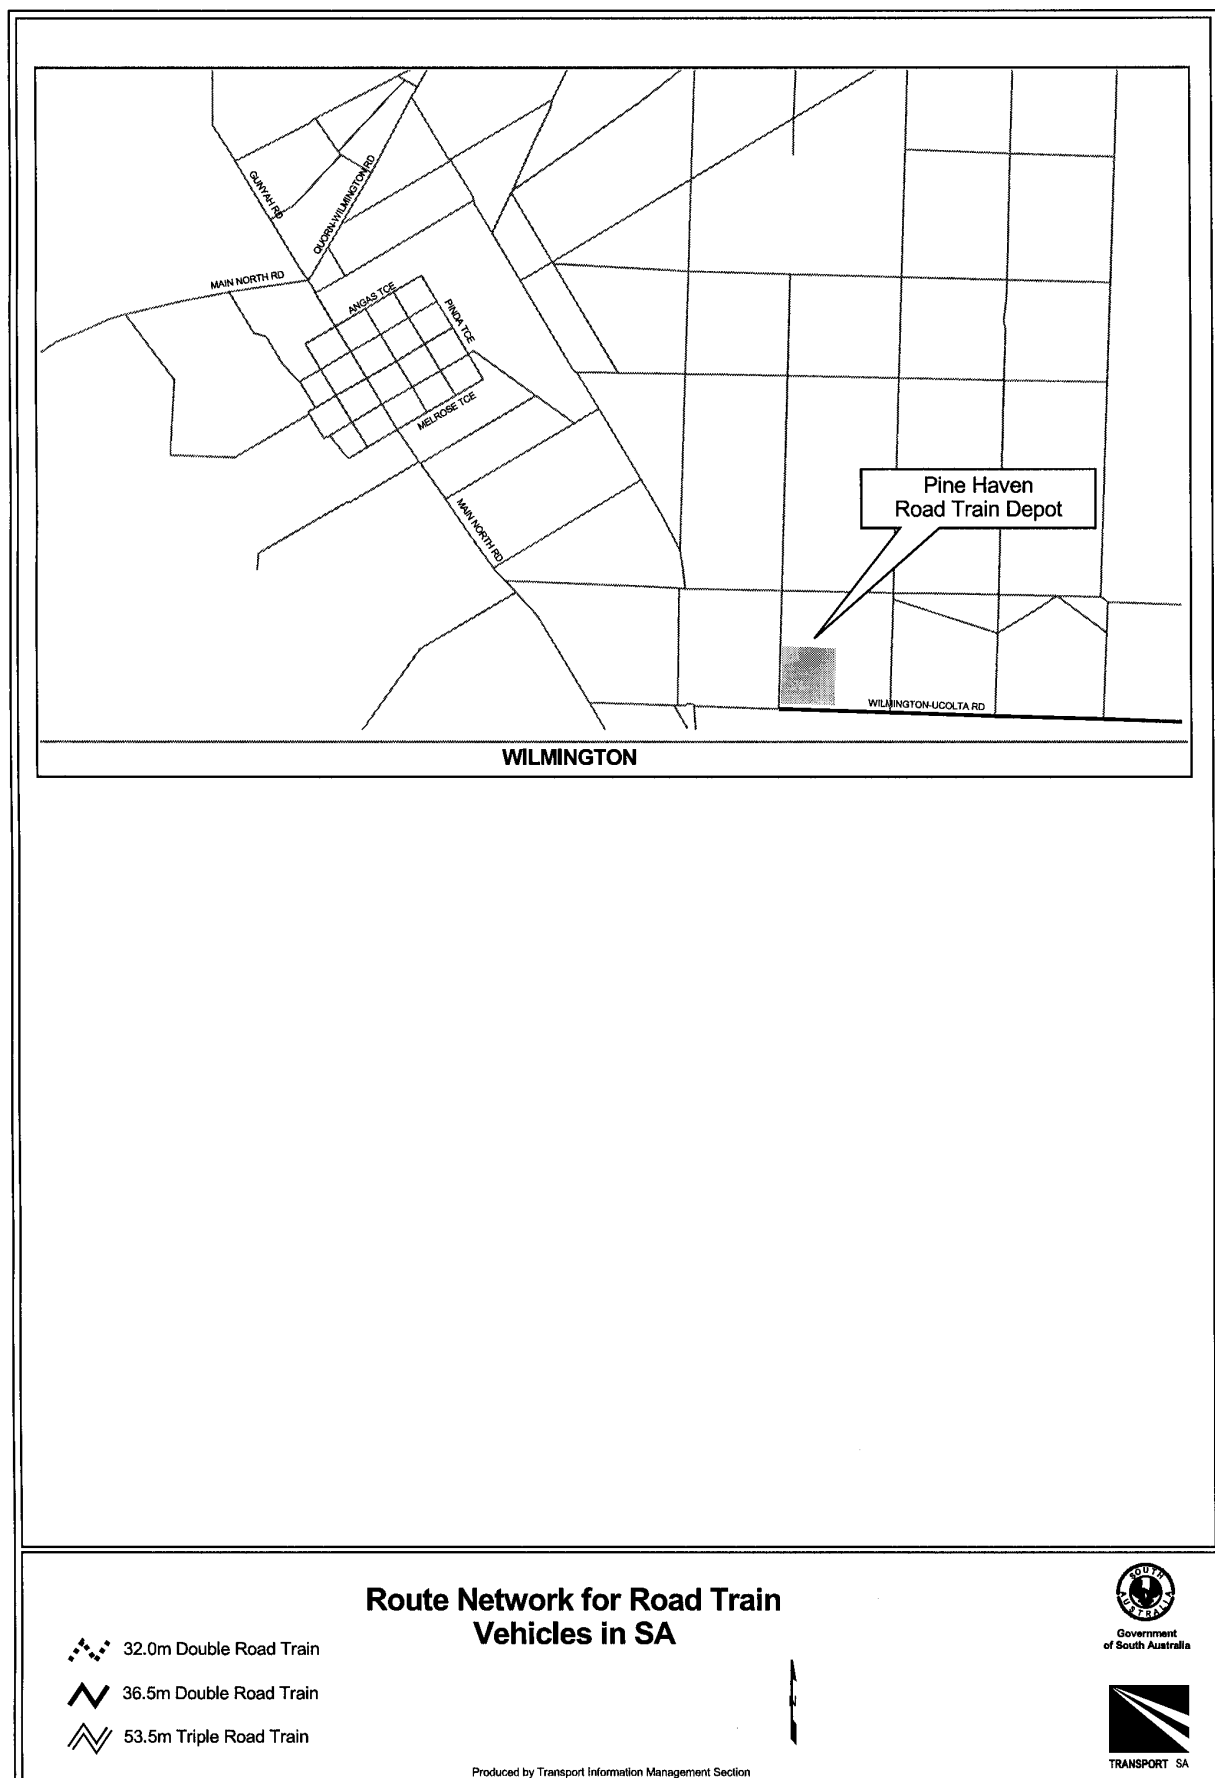 GUNYAH RD
QUORN-WILMINGTON RD
MAIN NORTH RD
ANGAS TCE
PINDA TCE
MELROSE TCE
MAIN NORTH RD
Pine Haven
Road Train Depot
WILMINGTON-UCOLTA RD
WILMINGTON
Route Network for Road Train
Vehicles in SA
32.0m Double Road Train
36.5m Double Road Train
53.5m Triple Road Train
N
Produced by Transport Information Management Section
SOUTH
AUSTRALIA
Government
of South Australia
TRANSPORT SA